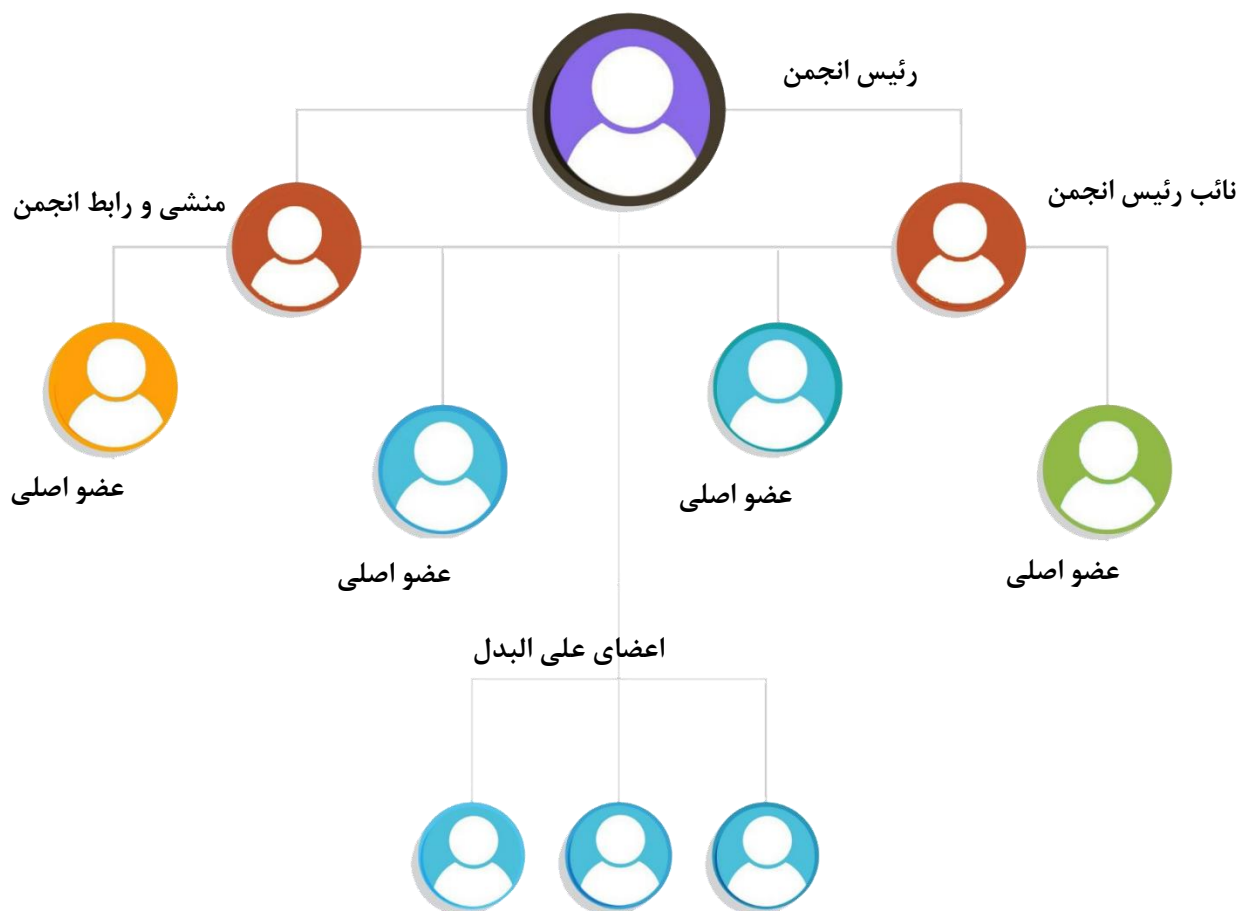 رئیس انجمن
نائب رئیس انجمن
منشی و رابط انجمن
عضو اصلی
عضو اصلی
عضو اصلی
عضو اصلی
اعضای علی البدل